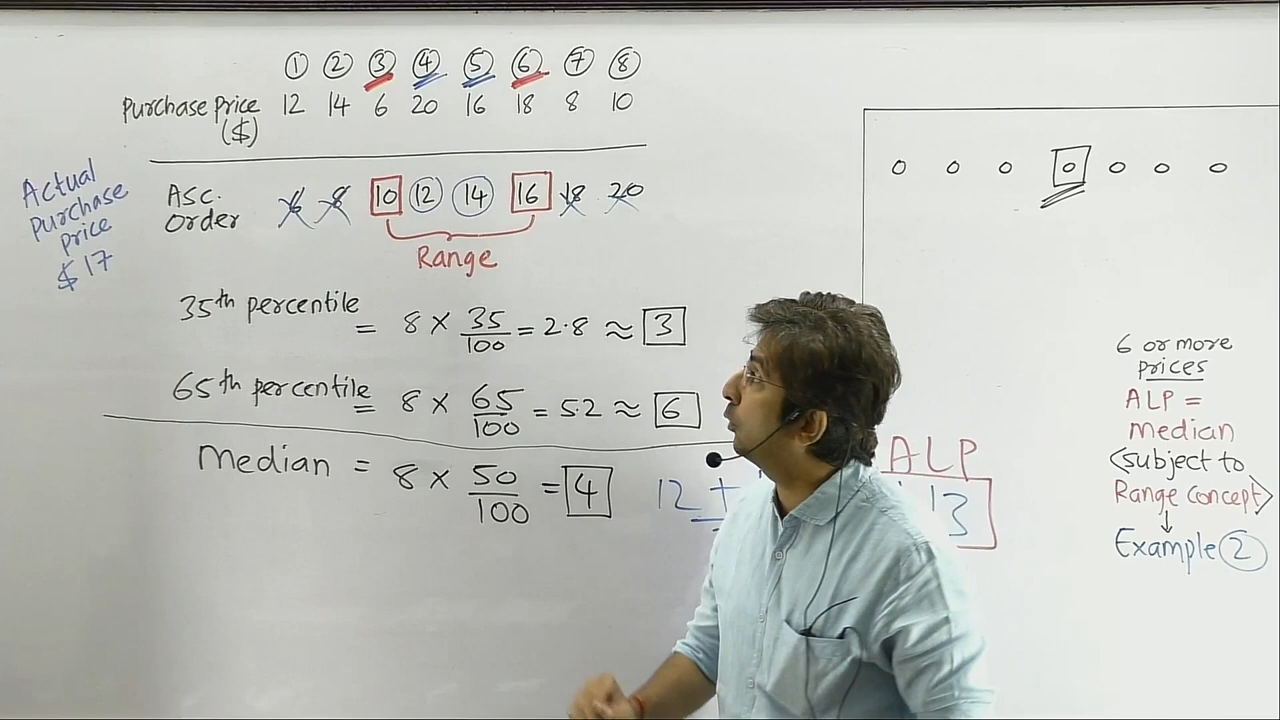 ① ② ③ ④ ⑤ ⑥ ⑦ ⑧
Purchase Price 12 14 6 20 16 18 8 10
($)
Actual
Purchase
Price
$ 17
Asc. 6 8 10 12 14 16 18 20
Order
Range
35th percentile = 8 × 35/100 = 2.8 ≈ 3
65th percentile = 8 × 65/100 = 5.2 ≈ 6
Median = 8 × 50/100 = 4
12 +
ALP
13
6 or more
prices
ALP =
median
<subject to
Range concept>
↓
Example ②